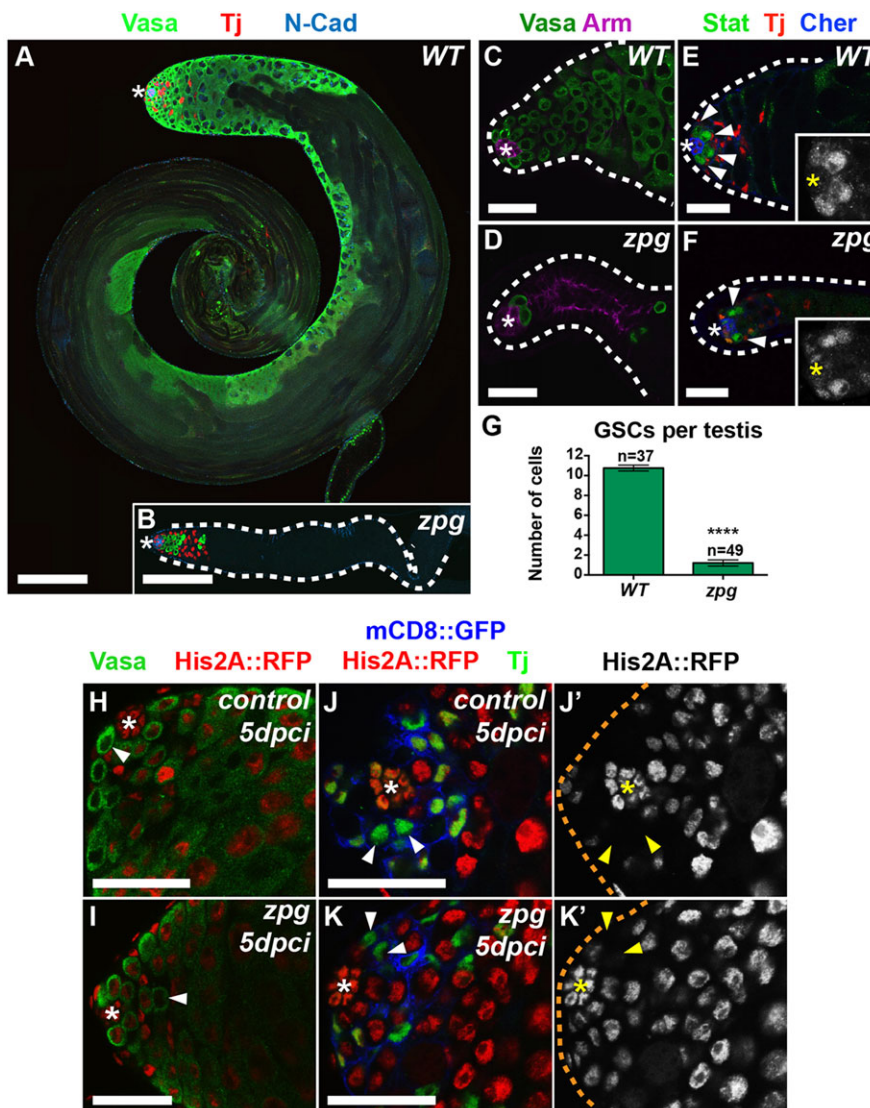 Vasa Tj N-Cad
Vasa Arm
Stat Tj Cher
A
WT
*
B
zpg
*
C
WT
*
D
zpg
*
E
WT
*
*
F
zpg
*
*
G
GSCs per testis
Number of cells
12
10
8
6
4
2
0
n=37
****
n=49
WT
zpg
mCD8::GFP
Vasa His2A::RFP
His2A::RFP Tj
His2A::RFP
H
control
5dpci
*
J
control
5dpci
*
J’
*
I
zpg
5dpci
*
K
zpg
5dpci
*
K’
*